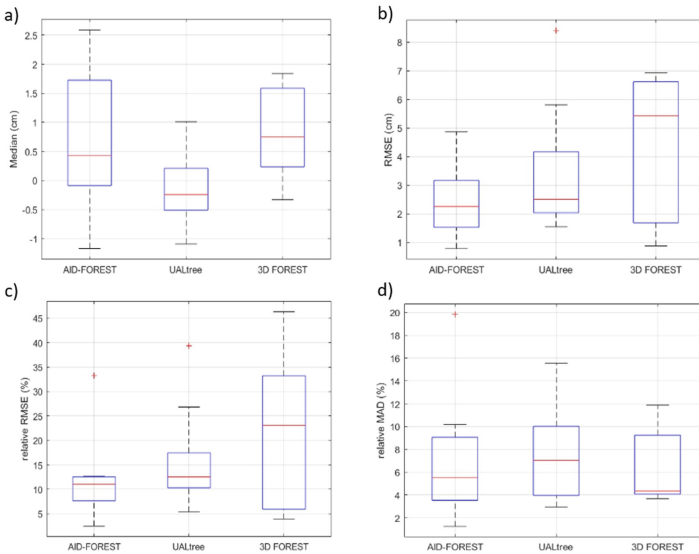 a)
2.5
2
1.5
1
0.5
0
-0.5
-1
Median (cm)
AID-FOREST UALtree 3D FOREST
b)
8
7
6
5
4
3
2
1
RMSE (cm)
AID-FOREST UALtree 3D FOREST
c)
45
40
35
30
25
20
15
10
5
relative RMSE (%)
AID-FOREST UALtree 3D FOREST
d)
20
18
16
14
12
10
8
6
4
2
relative MAD (%)
AID-FOREST UALtree 3D FOREST